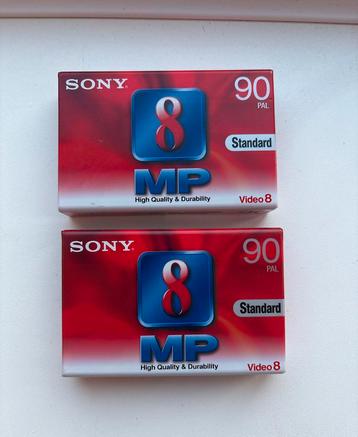 SONY
90
PAL
8
Standard
MP
High Quality & Durability
Video 8
SONY
90
PAL
8
Standard
MP
High Quality & Durability
Video 8